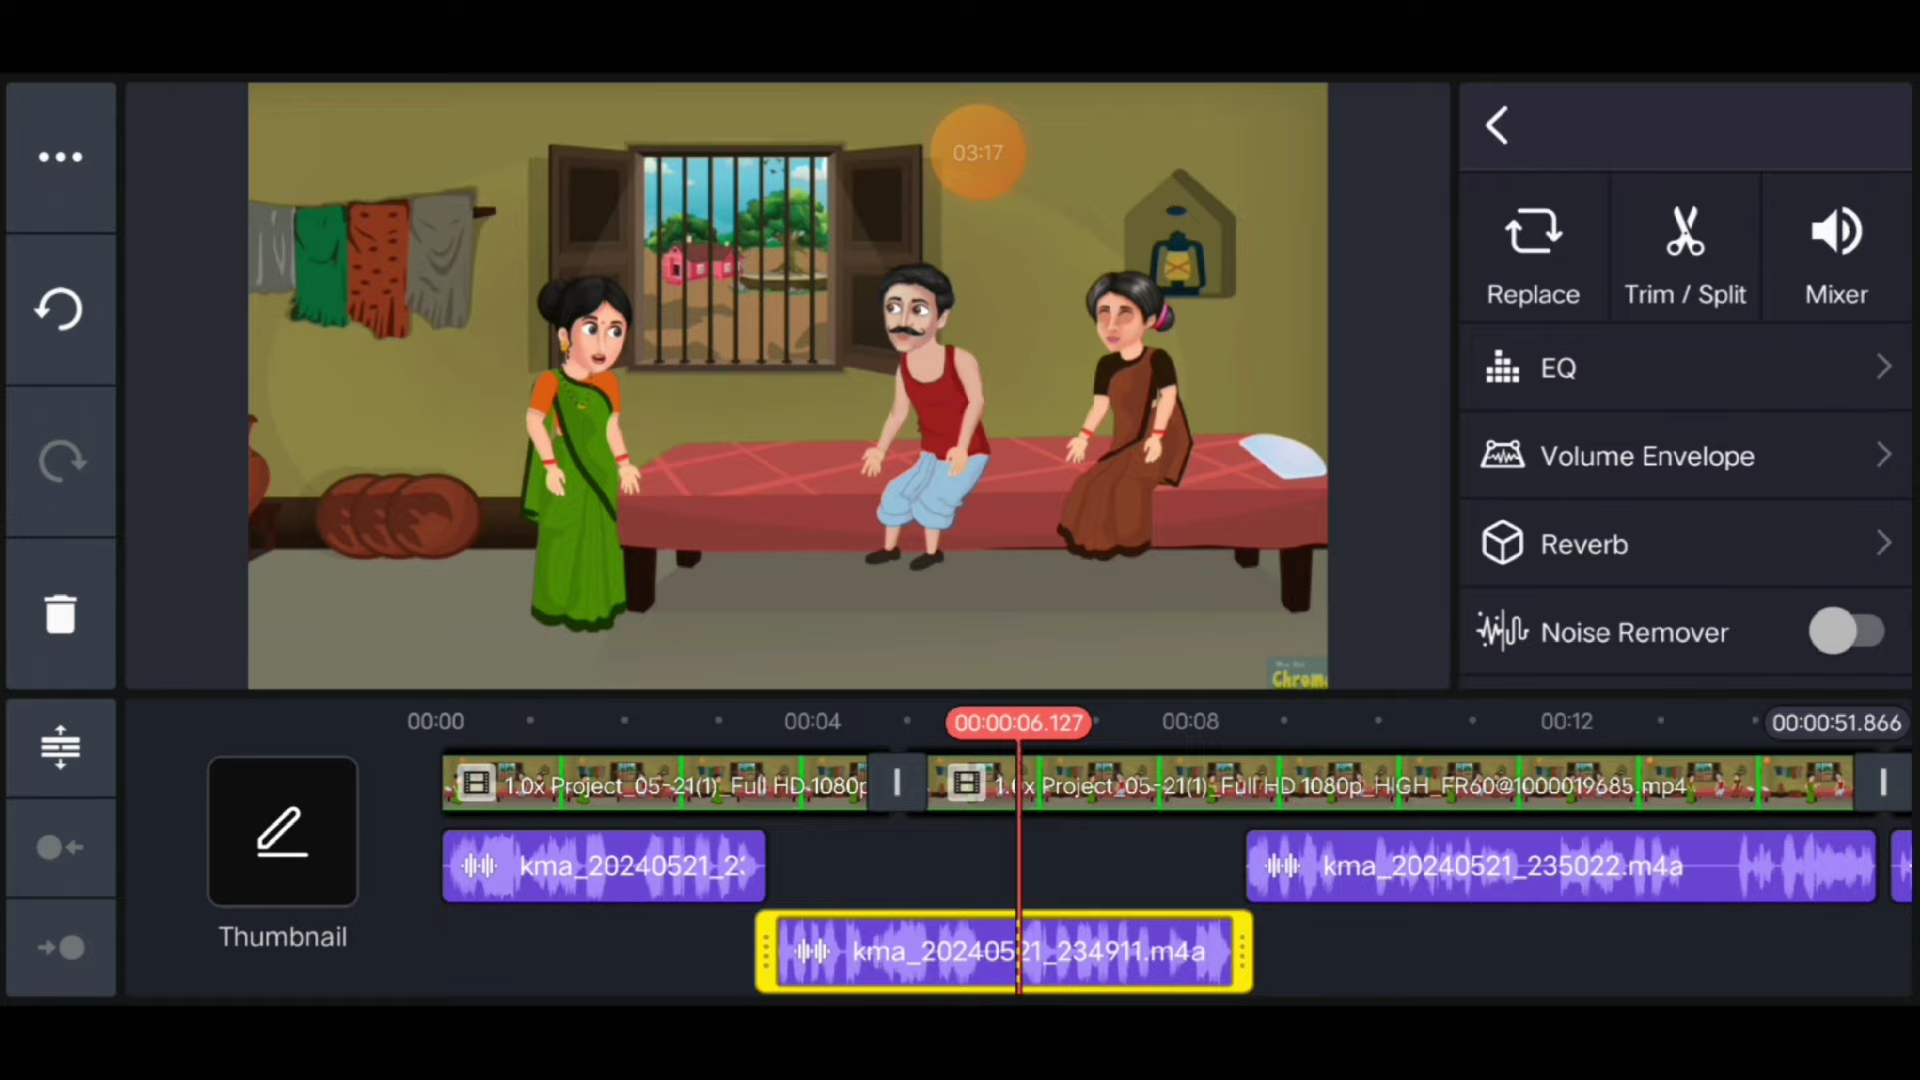 03:17
Replace
Trim / Split
Mixer
EQ
Volume Envelope
Reverb
Noise Remover
Chrom
00:00
00:04
00:00:06.127
00:08
00:12
00:00:51.866
1.0x Project_05-21(1)_Full HD 1080p
1.0x Project_05-21(1)_Full HD 1080p_HIGH_FR60@1000019685.mp4
kma_20240521_23
kma_20240521_235022.m4a
Thumbnail
kma_20240521_234911.m4a